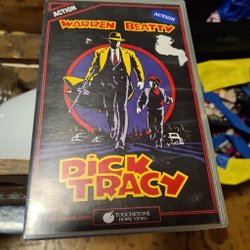 ACTION
ACTION
WARREN BEATTY
DICK
TRACY
TOUCHSTONE
HOME VIDEO